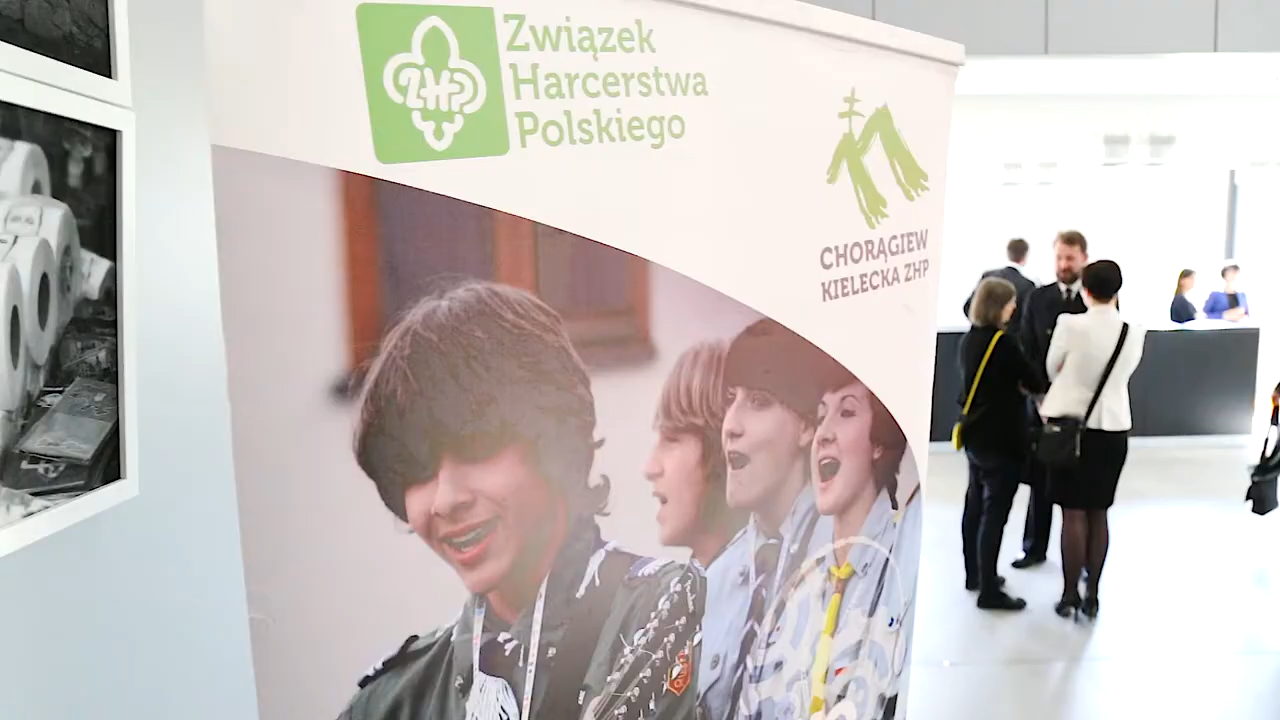 ZHP
Związek
Harcerstwa
Polskiego
CHORĄGIEW
KIELECKA ZHP